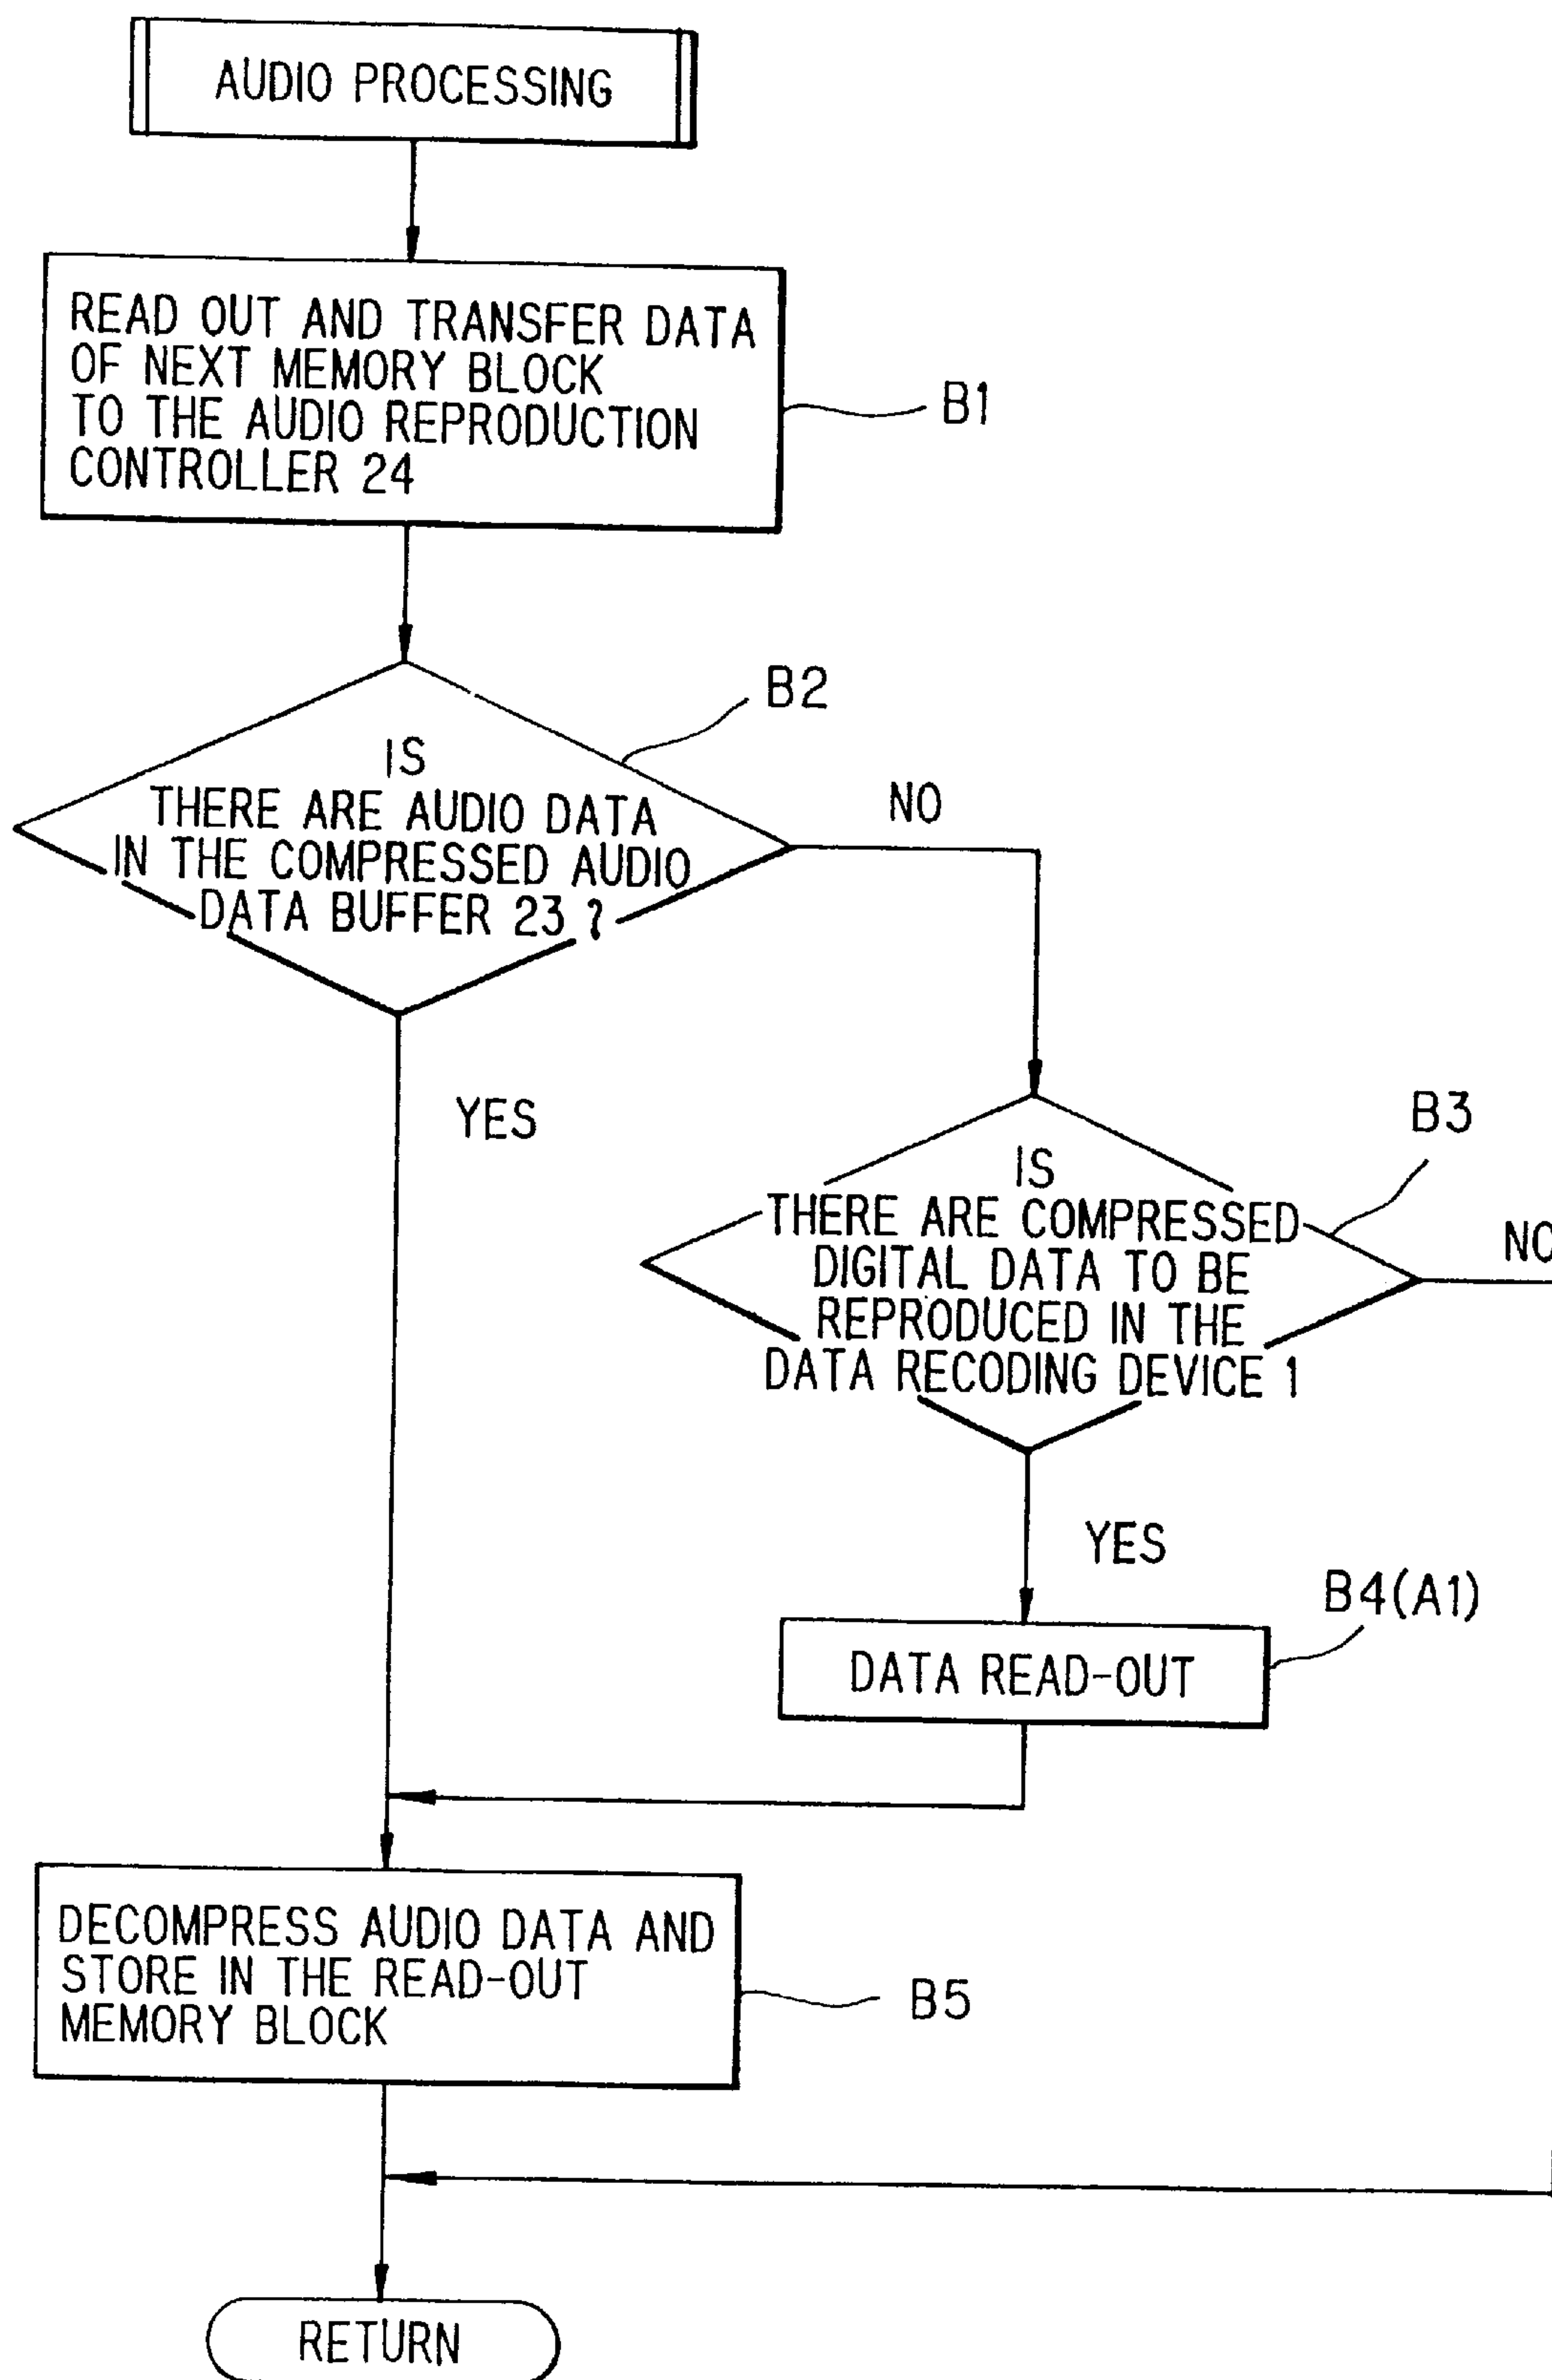 AUDIO PROCESSING
READ OUT AND TRANSFER DATA
OF NEXT MEMORY BLOCK
TO THE AUDIO REPRODUCTION
CONTROLLER 24
B1
B2
IS
THERE ARE AUDIO DATA
IN THE COMPRESSED AUDIO
DATA BUFFER 23 ?
NO
YES
B3
IS
THERE ARE COMPRESSED
DIGITAL DATA TO BE
REPRODUCED IN THE
DATA RECODING DEVICE 1
NO
YES
B4(A1)
DATA READ-OUT
DECOMPRESS AUDIO DATA AND
STORE IN THE READ-OUT
MEMORY BLOCK
B5
RETURN